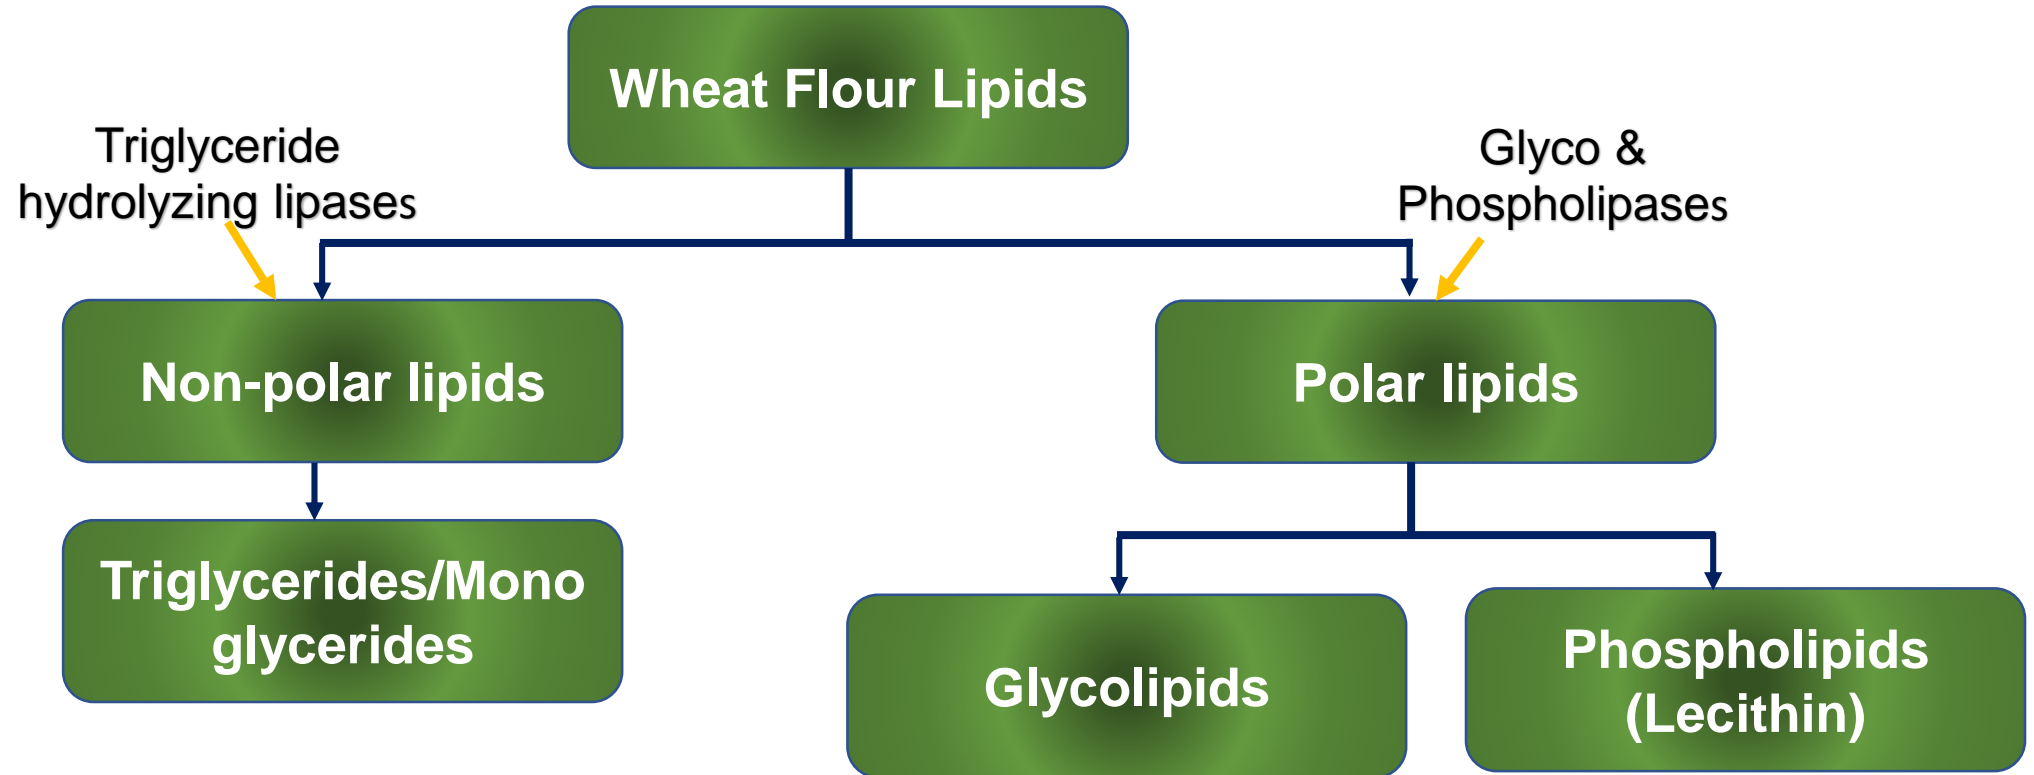 Wheat Flour Lipids
Triglyceride
hydrolyzing lipases
Glyco &
Phospholipases
Non-polar lipids
Polar lipids
Triglycerides/Mono
glycerides
Glycolipids
Phospholipids
(Lecithin)